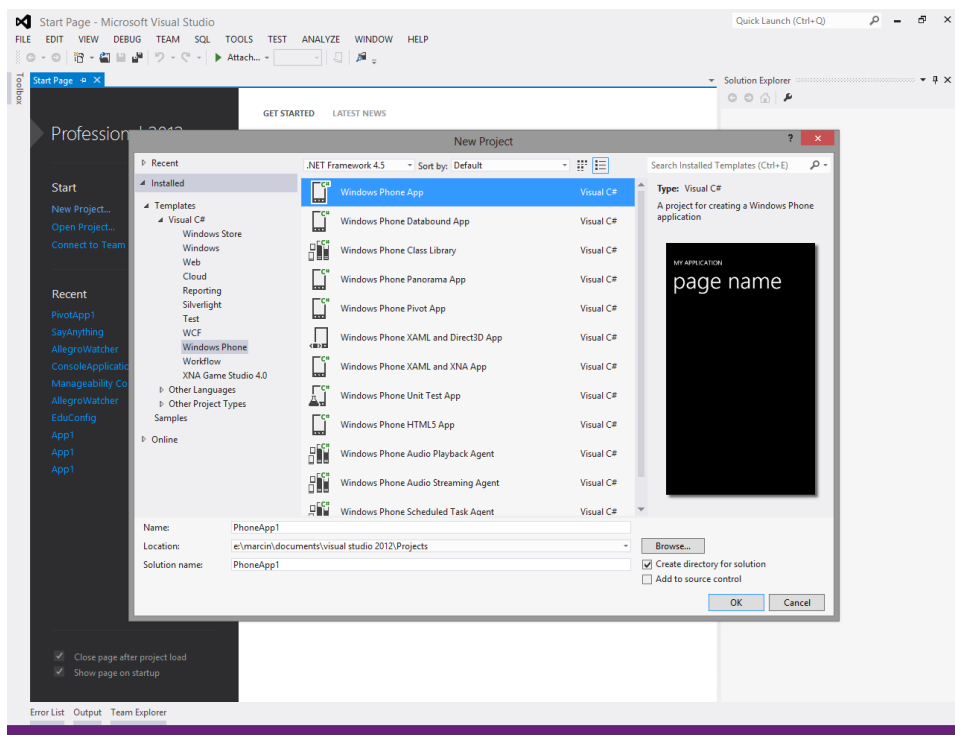 Start Page - Microsoft Visual Studio
Quick Launch (Ctrl+Q)
FILE EDIT VIEW DEBUG TEAM SQL TOOLS TEST ANALYZE WINDOW HELP
Attach...
Toolbox
Start Page
Solution Explorer
GET STARTED LATEST NEWS
Professional 2012
New Project
Recent
.NET Framework 4.5
Sort by: Default
Search Installed Templates (Ctrl+E)
Installed
Templates
Visual C#
Windows Store
Windows
Web
Cloud
Reporting
Silverlight
Test
WCF
Windows Phone
Workflow
XNA Game Studio 4.0
Other Languages
Other Project Types
Samples
Online
Windows Phone App Visual C#
Windows Phone Databound App Visual C#
Windows Phone Class Library Visual C#
Windows Phone Panorama App Visual C#
Windows Phone Pivot App Visual C#
Windows Phone XAML and Direct3D App Visual C#
Windows Phone XAML and XNA App Visual C#
Windows Phone Unit Test App Visual C#
Windows Phone HTML5 App Visual C#
Windows Phone Audio Playback Agent Visual C#
Windows Phone Audio Streaming Agent Visual C#
Windows Phone Scheduled Task Agent Visual C#
Type: Visual C#
A project for creating a Windows Phone
application
MY APPLICATION
page name
Name: PhoneApp1
Location: e:\marcin\documents\visual studio 2012\Projects
Browse...
Solution name: PhoneApp1
Create directory for solution
Add to source control
OK Cancel
Start
New Project...
Open Project...
Connect to Team
Recent
PivotApp1
SayAnything
AllegroWatcher
ConsoleApplicatio
Manageability Co
AllegroWatcher
EduConfig
App1
App1
App1
Close page after project load
Show page on startup
Error List Output Team Explorer